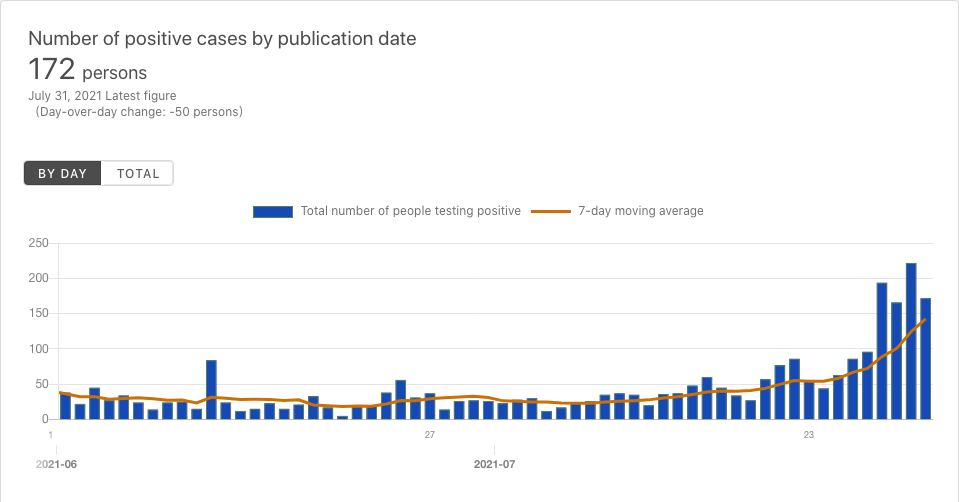 Number of positive cases by publication date
172 persons
July 31, 2021 Latest figure
(Day-over-day change: -50 persons)
BY DAY TOTAL
Total number of people testing positive 7-day moving average
250
200
150
100
50
0
1 27 23
2021-06 2021-07